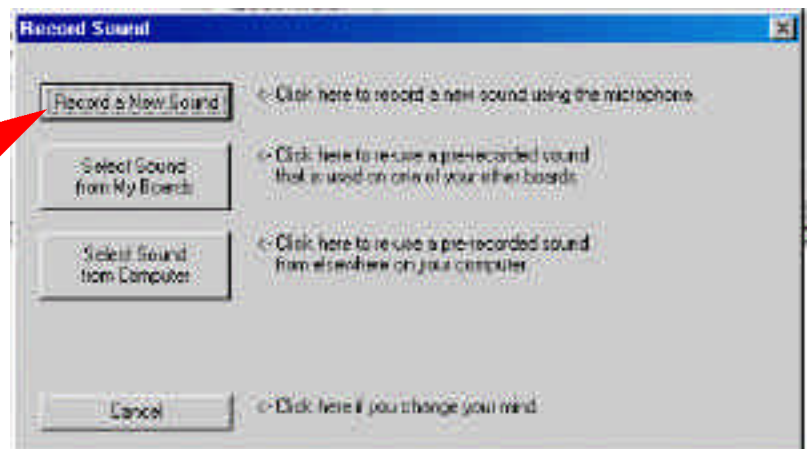 Record Sound
Record a New Sound
<- Click here to record a new sound using the microphone.
Select Sound
from My Boards
<- Click here to re-use a pre-recorded sound
that is used on one of your other boards
Select Sound
from Computer
<- Click here to re-use a pre-recorded sound
from elsewhere on your computer
Cancel
<- Click here if you change your mind